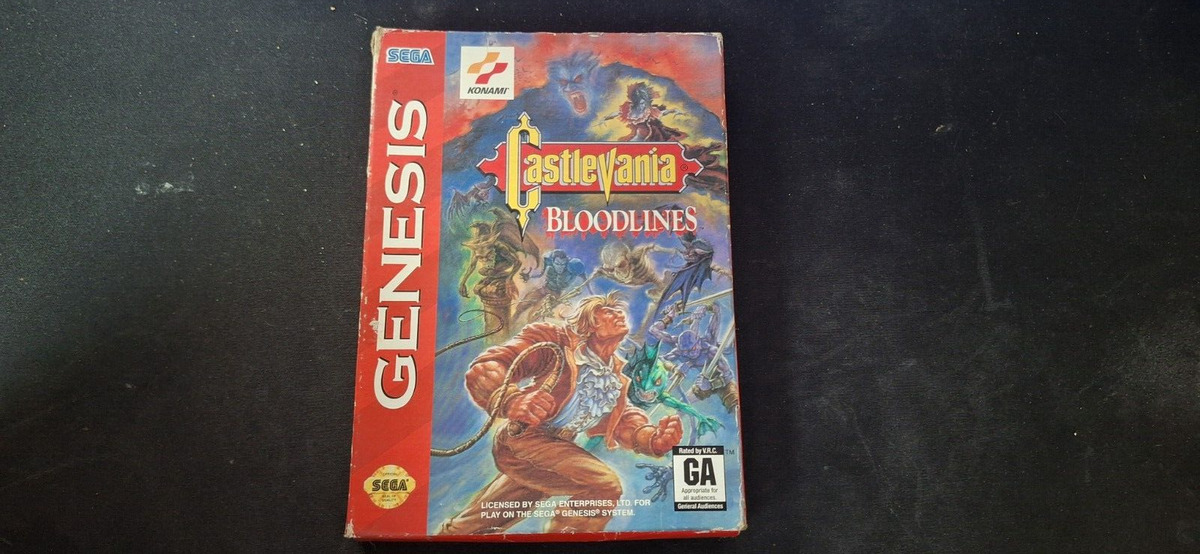 SEGA
KONAMI
GENESIS
CastleVania
BLOODLINES
Rated by V.R.C.
GA
Appropriate for
all audiences.
General Audiences
SEGA
LICENSED BY SEGA ENTERPRISES, LTD. FOR
PLAY ON THE SEGA® GENESIS® SYSTEM.